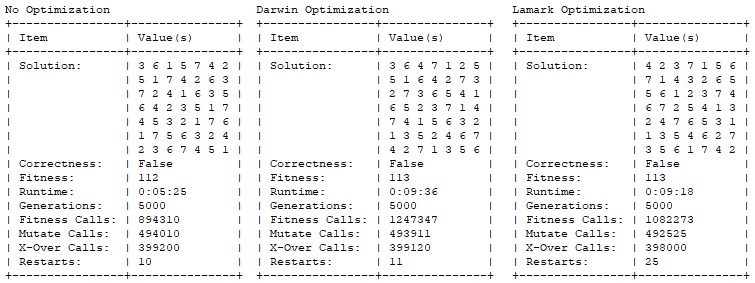 No Optimization
Item Value(s)
Solution: 3 6 1 5 7 4 2
5 1 7 4 2 6 3
7 2 4 1 6 3 5
6 4 2 3 5 1 7
4 5 3 2 1 7 6
1 7 5 6 3 2 4
2 3 6 7 4 5 1
Correctness: False
Fitness: 112
Runtime: 0:05:25
Generations: 5000
Fitness Calls: 894310
Mutate Calls: 494010
X-Over Calls: 399200
Restarts: 10
Darwin Optimization
Item Value(s)
Solution: 3 6 4 7 1 2 5
5 1 6 4 2 7 3
2 7 3 6 5 4 1
6 5 2 3 7 1 4
7 4 1 5 6 3 2
1 3 5 2 4 6 7
4 2 7 1 3 5 6
Correctness: False
Fitness: 113
Runtime: 0:09:36
Generations: 5000
Fitness Calls: 1247347
Mutate Calls: 493911
X-Over Calls: 399120
Restarts: 11
Lamark Optimization
Item Value(s)
Solution: 4 2 3 7 1 5 6
7 1 4 3 2 6 5
5 6 1 2 3 7 4
6 7 2 5 4 1 3
2 4 7 6 5 3 1
1 3 5 4 6 2 7
3 5 6 1 7 4 2
Correctness: False
Fitness: 113
Runtime: 0:09:18
Generations: 5000
Fitness Calls: 1082273
Mutate Calls: 492525
X-Over Calls: 398000
Restarts: 25